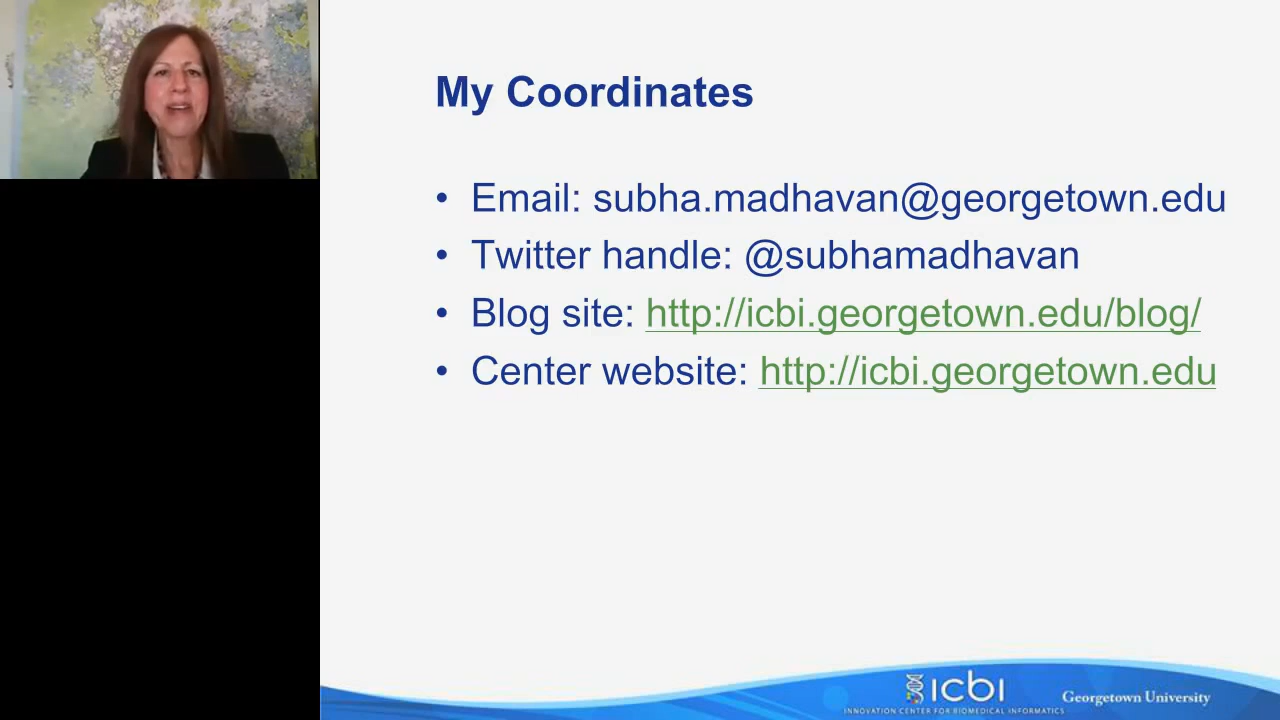 My Coordinates
• Email: subha.madhavan@georgetown.edu
• Twitter handle: @subhamadhavan
• Blog site: http://icbi.georgetown.edu/blog/
• Center website: http://icbi.georgetown.edu
icbi
INNOVATION CENTER FOR BIOMEDICAL INFORMATICS
Georgetown University